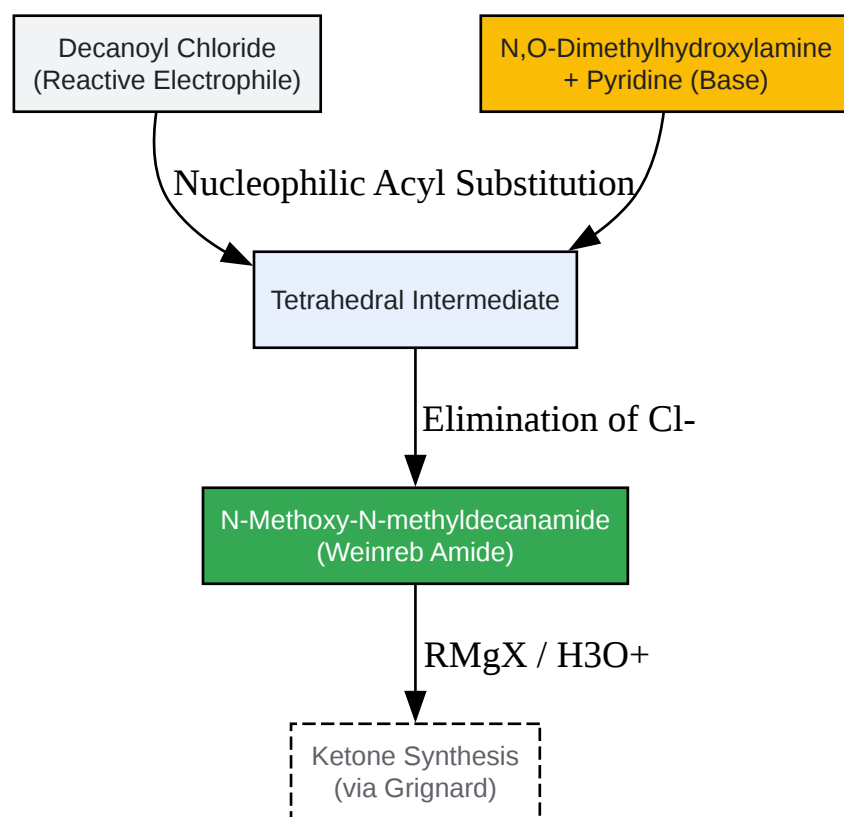 Decanoyl Chloride
(Reactive Electrophile)
N,O-Dimethylhydroxylamine
+ Pyridine (Base)
Nucleophilic Acyl Substitution
Tetrahedral Intermediate
Elimination of Cl-
N-Methoxy-N-methyldecanamide
(Weinreb Amide)
RMgX / H3O+
Ketone Synthesis
(via Grignard)